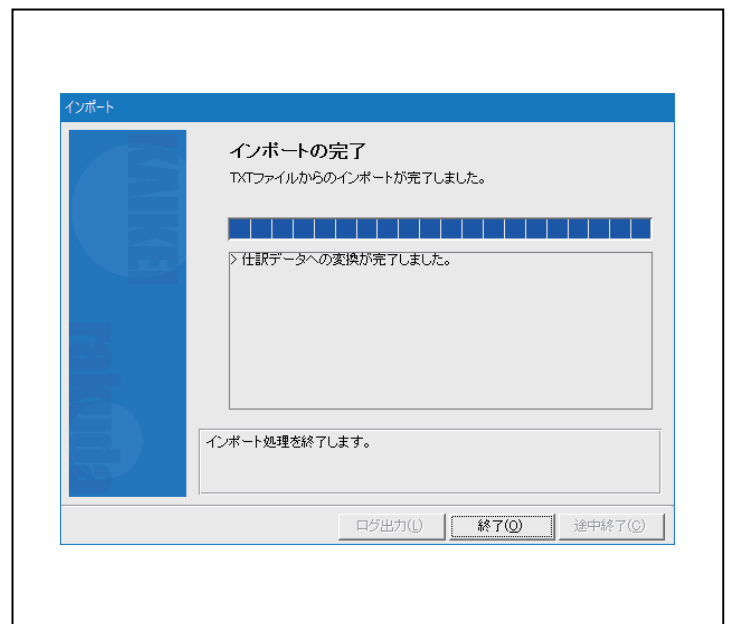 インポート
インポートの完了
TXTファイルからのインポートが完了しました。
> 仕訳データへの変換が完了しました。
インポート処理を終了します。
ログ出力(L) 終了(O) 途中終了(C)
KAIKEI
rakuda